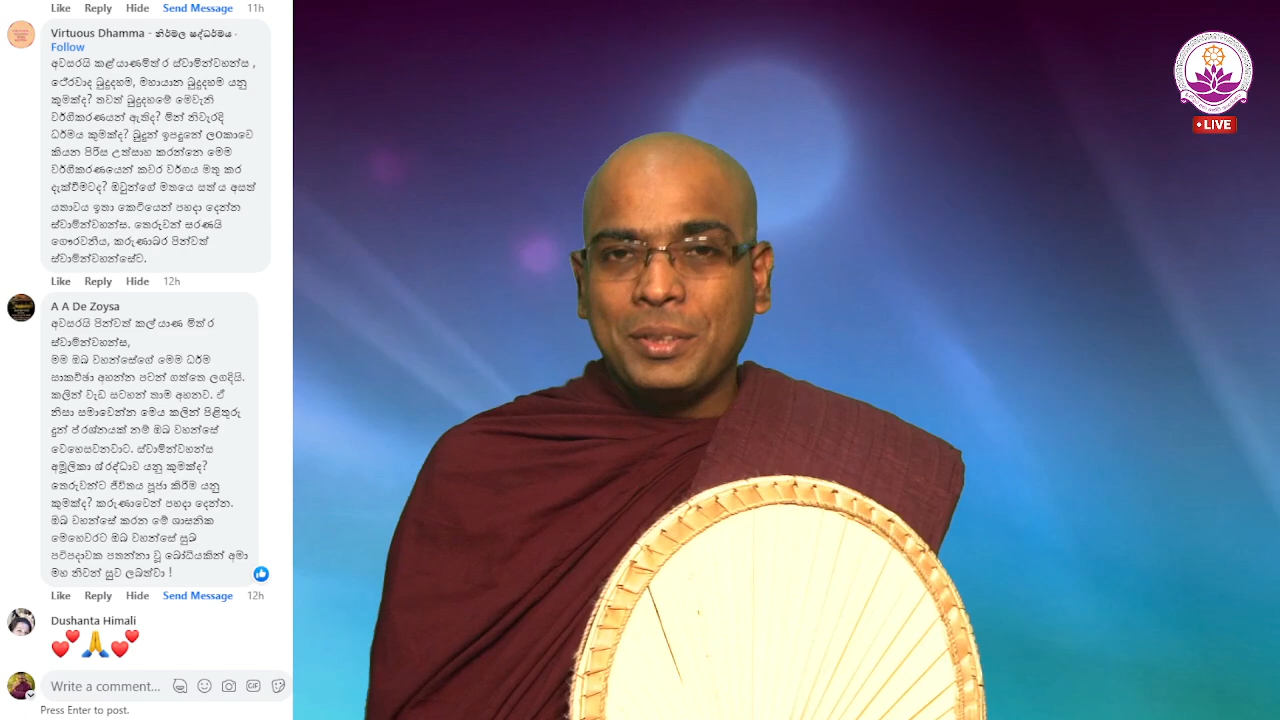 Like Reply Hide Send Message 11h
Virtuous Dhamma - නිර්මල සද්ධර්මය ·
Follow
අවසරයි කළ්‍යාණමිත්‍ර ස්වාමින්වහන්ස ,
ථේරවාද බුදුදහම, මහායාන බුදුදහම යනු
කුමක්ද? තවත් බුදුදහමේ මෙවැනි
වර්ගීකරණයන් ඇතිද? මින් නිවැරදි
ධර්මය කුමක්ද? බුදුන් ඉපදුනේ ල0කාවෙ
කියන පිරිස උත්සාහ කරන්නෙ මෙම
වර්ගීකරණයෙන් කවර වර්ගය මතු කර
දැක්වීමටද? ඔවුන්ගේ මතයෙ සත්‍ය අසත්
යතාවය ඉතා කෙටියෙන් පහදා දෙන්න
ස්වාමින්වහන්ස. තෙරුවන් සරණයි
ගෞරවනීය, කරුණාබර පින්වත්
ස්වාමින්වහන්සේට.
Like Reply Hide 12h
A A De Zoysa
අවසරයි පින්වත් කල්‍යාණ මිත්‍ර
ස්වාමින්වහන්ස,
මම ඔබ වහන්සේගේ මෙම ධර්ම
සාකච්ඡා අහන්න පටන් ගත්තෙ ලගදියි.
කලින් වැඩ සටහන් තාම අහනව. ඒ
නිසා සමාවෙන්න මෙය කලින් පිළිතුරු
දුන් ප්‍රශ්නයක් නම් ඔබ වහන්සේ
වෙහෙසවනවාට. ස්වාමින්වහන්ස
අමූලිකා ශ්‍රද්ධාව යනු කුමක්ද?
තෙරුවන්ට ජීවිතය පූජා කිරීම යනු
කුමක්ද? කරුණාවෙන් පහදා දෙන්න.
ඔබ වහන්සේ කරන මේ ශාසනික
මෙහෙවරට ඔබ වහන්සේ සුබ
පටිපදාවක පතන්නා වූ බෝධියකින් අමා
මහ නිවන් සුව ලබත්වා !
Like Reply Hide Send Message 12h
Dushanta Himali
Write a comment...
Press Enter to post.
LIVE